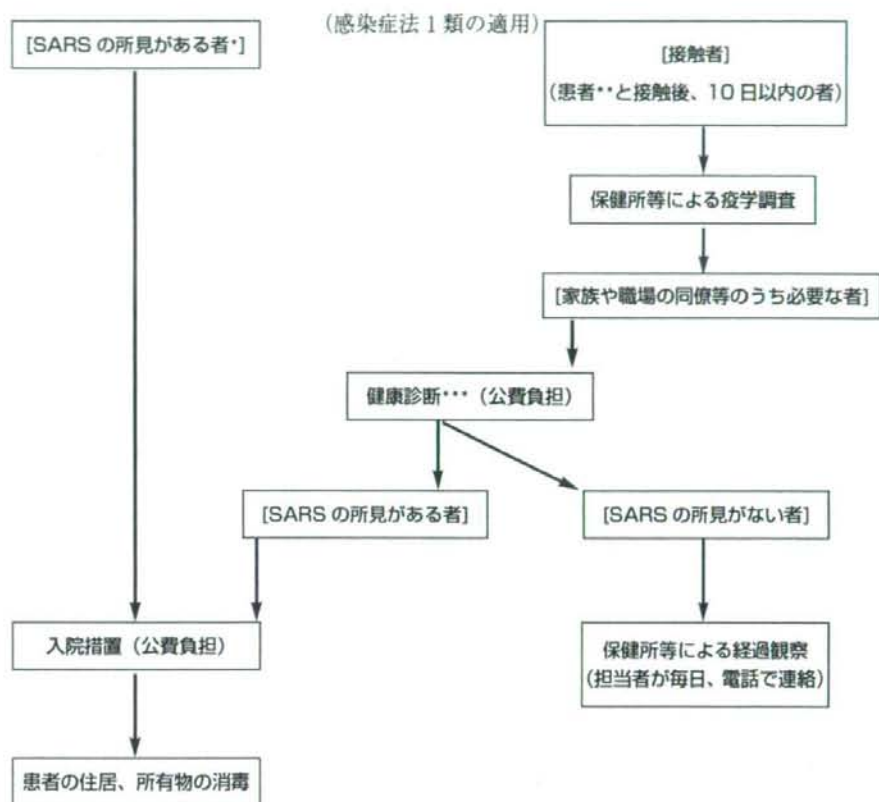 (感染症法1類の適用)
[SARSの所見がある者*]
[接触者]
(患者**と接触後、10日以内の者)
保健所等による疫学調査
[家族や職場の同僚等のうち必要な者]
健康診断***(公費負担)
[SARSの所見がある者]
[SARSの所見がない者]
入院措置(公費負担)
保健所等による経過観察
(担当者が毎日、電話で連絡)
患者の住居、所有物の消毒